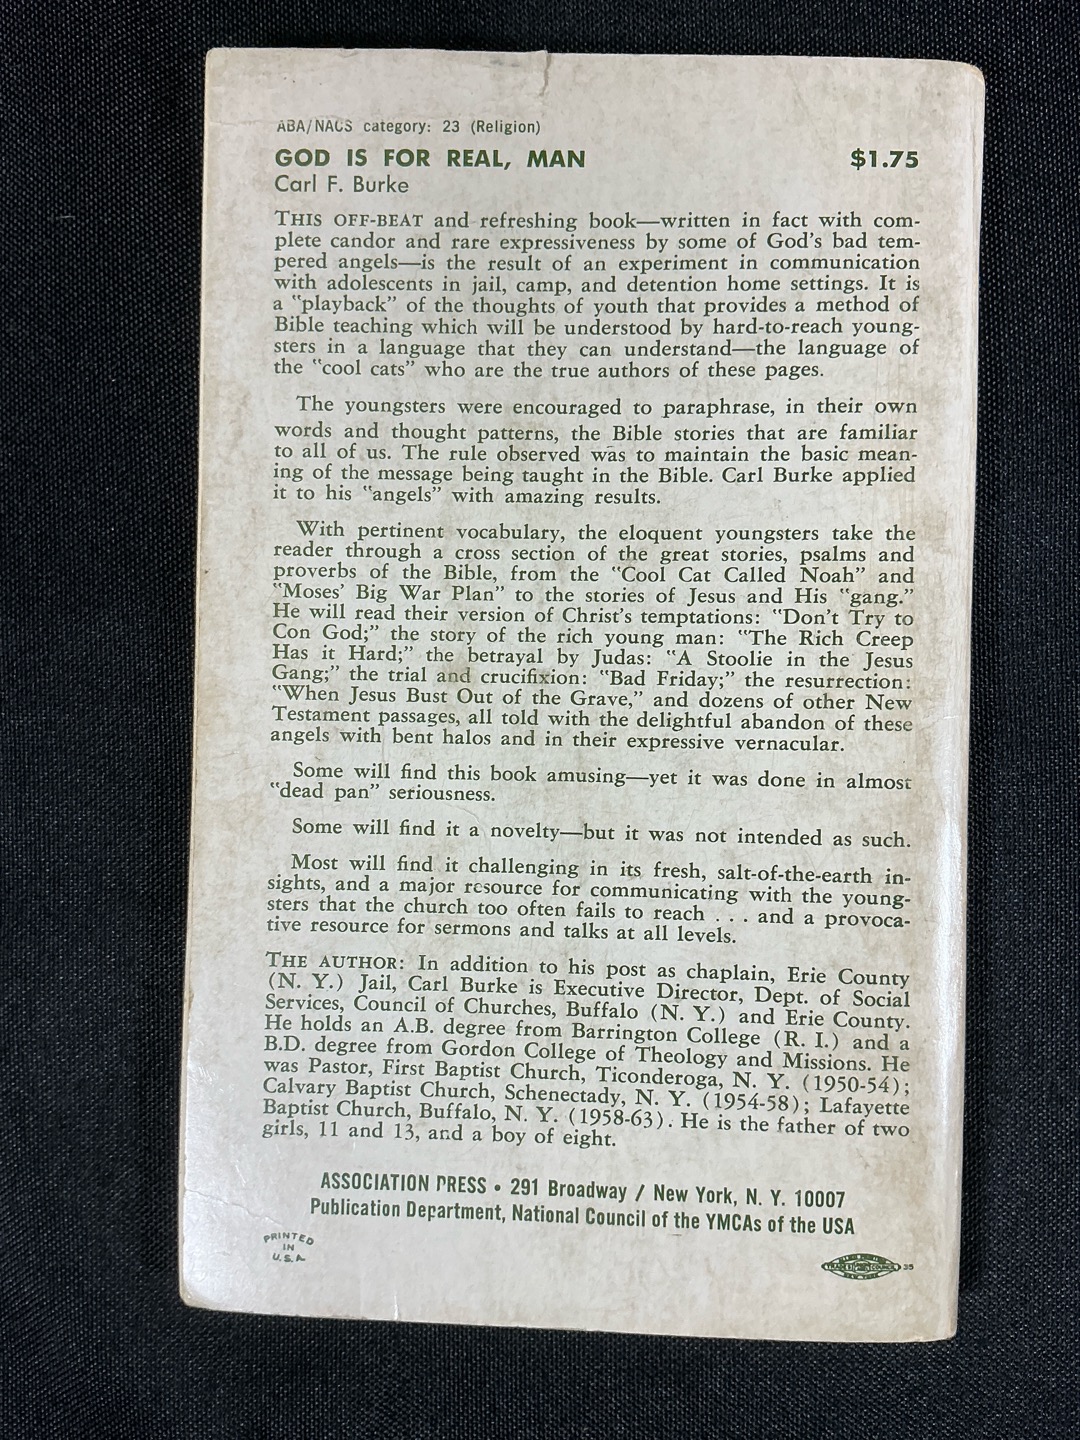 ABA/NACS category: 23 (Religion)
GOD IS FOR REAL, MAN $1.75
Carl F. Burke
THIS OFF-BEAT and refreshing book—written in fact with com-
plete candor and rare expressiveness by some of God's bad tem-
pered angels—is the result of an experiment in communication
with adolescents in jail, camp, and detention home settings. It is
a "playback" of the thoughts of youth that provides a method of
Bible teaching which will be understood by hard-to-reach young-
sters in a language that they can understand—the language of
the "cool cats" who are the true authors of these pages.
The youngsters were encouraged to paraphrase, in their own
words and thought patterns, the Bible stories that are familiar
to all of us. The rule observed was to maintain the basic mean-
ing of the message being taught in the Bible. Carl Burke applied
it to his "angels" with amazing results.
With pertinent vocabulary, the eloquent youngsters take the
reader through a cross section of the great stories, psalms and
proverbs of the Bible, from the "Cool Cat Called Noah" and
"Moses' Big War Plan" to the stories of Jesus and His "gang."
He will read their version of Christ's temptations: "Don't Try to
Con God;" the story of the rich young man: "The Rich Creep
Has it Hard;" the betrayal by Judas: "A Stoolie in the Jesus
Gang;" the trial and crucifixion: "Bad Friday;" the resurrection:
"When Jesus Bust Out of the Grave," and dozens of other New
Testament passages, all told with the delightful abandon of these
angels with bent halos and in their expressive vernacular.
Some will find this book amusing—yet it was done in almost
"dead pan" seriousness.
Some will find it a novelty—but it was not intended as such.
Most will find it challenging in its fresh, salt-of-the-earth in-
sights, and a major resource for communicating with the young-
sters that the church too often fails to reach . . . and a provoca-
tive resource for sermons and talks at all levels.
THE AUTHOR: In addition to his post as chaplain, Erie County
(N. Y.) Jail, Carl Burke is Executive Director, Dept. of Social
Services, Council of Churches, Buffalo (N. Y.) and Erie County.
He holds an A.B. degree from Barrington College (R. I.) and a
B.D. degree from Gordon College of Theology and Missions. He
was Pastor, First Baptist Church, Ticonderoga, N. Y. (1950-54);
Calvary Baptist Church, Schenectady, N. Y. (1954-58); Lafayette
Baptist Church, Buffalo, N. Y. (1958-63). He is the father of two
girls, 11 and 13, and a boy of eight.
ASSOCIATION PRESS • 291 Broadway / New York, N. Y. 10007
Publication Department, National Council of the YMCAs of the USA
PRINTED
IN
U.S.A.
35